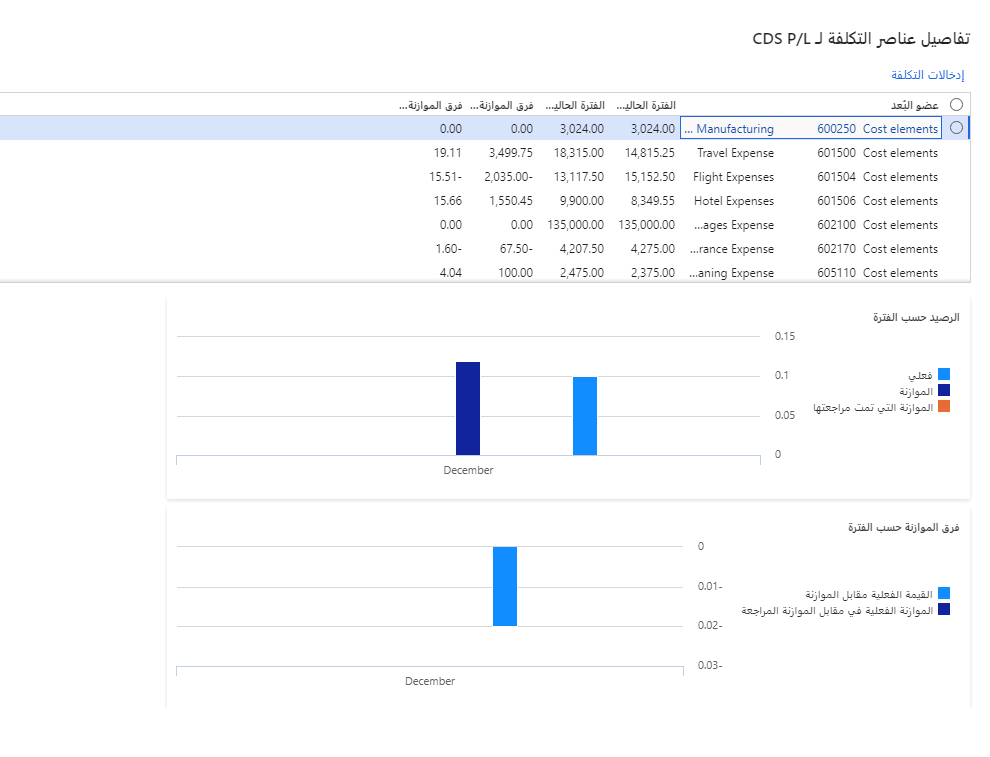 تفاصيل عناصر التكلفة لـ CDS P/L
إدخالات التكلفة
عضو البُعد الفترة الحالي... الفترة الحالي... فرق الموازنة... فرق الموازنة...
Cost elements 600250 Manufacturing ... 3,024.00 3,024.00 0.00 0.00
Cost elements 601500 Travel Expense 14,815.25 18,315.00 3,499.75 19.11
Cost elements 601504 Flight Expenses 15,152.50 13,117.50 2,035.00- 15.51-
Cost elements 601506 Hotel Expenses 8,349.55 9,900.00 1,550.45 15.66
Cost elements 602100 ...ages Expense 135,000.00 135,000.00 0.00 0.00
Cost elements 602170 ...rance Expense 4,275.00 4,207.50 67.50- 1.60-
Cost elements 605110 ...aning Expense 2,375.00 2,475.00 100.00 4.04
الرصيد حسب الفترة
0.15
0.1
0.05
0
فعلي
الموازنة
الموازنة التي تمت مراجعتها
December
فرق الموازنة حسب الفترة
0
0.01-
0.02-
0.03-
القيمة الفعلية مقابل الموازنة
الموازنة الفعلية في مقابل الموازنة المراجعة
December